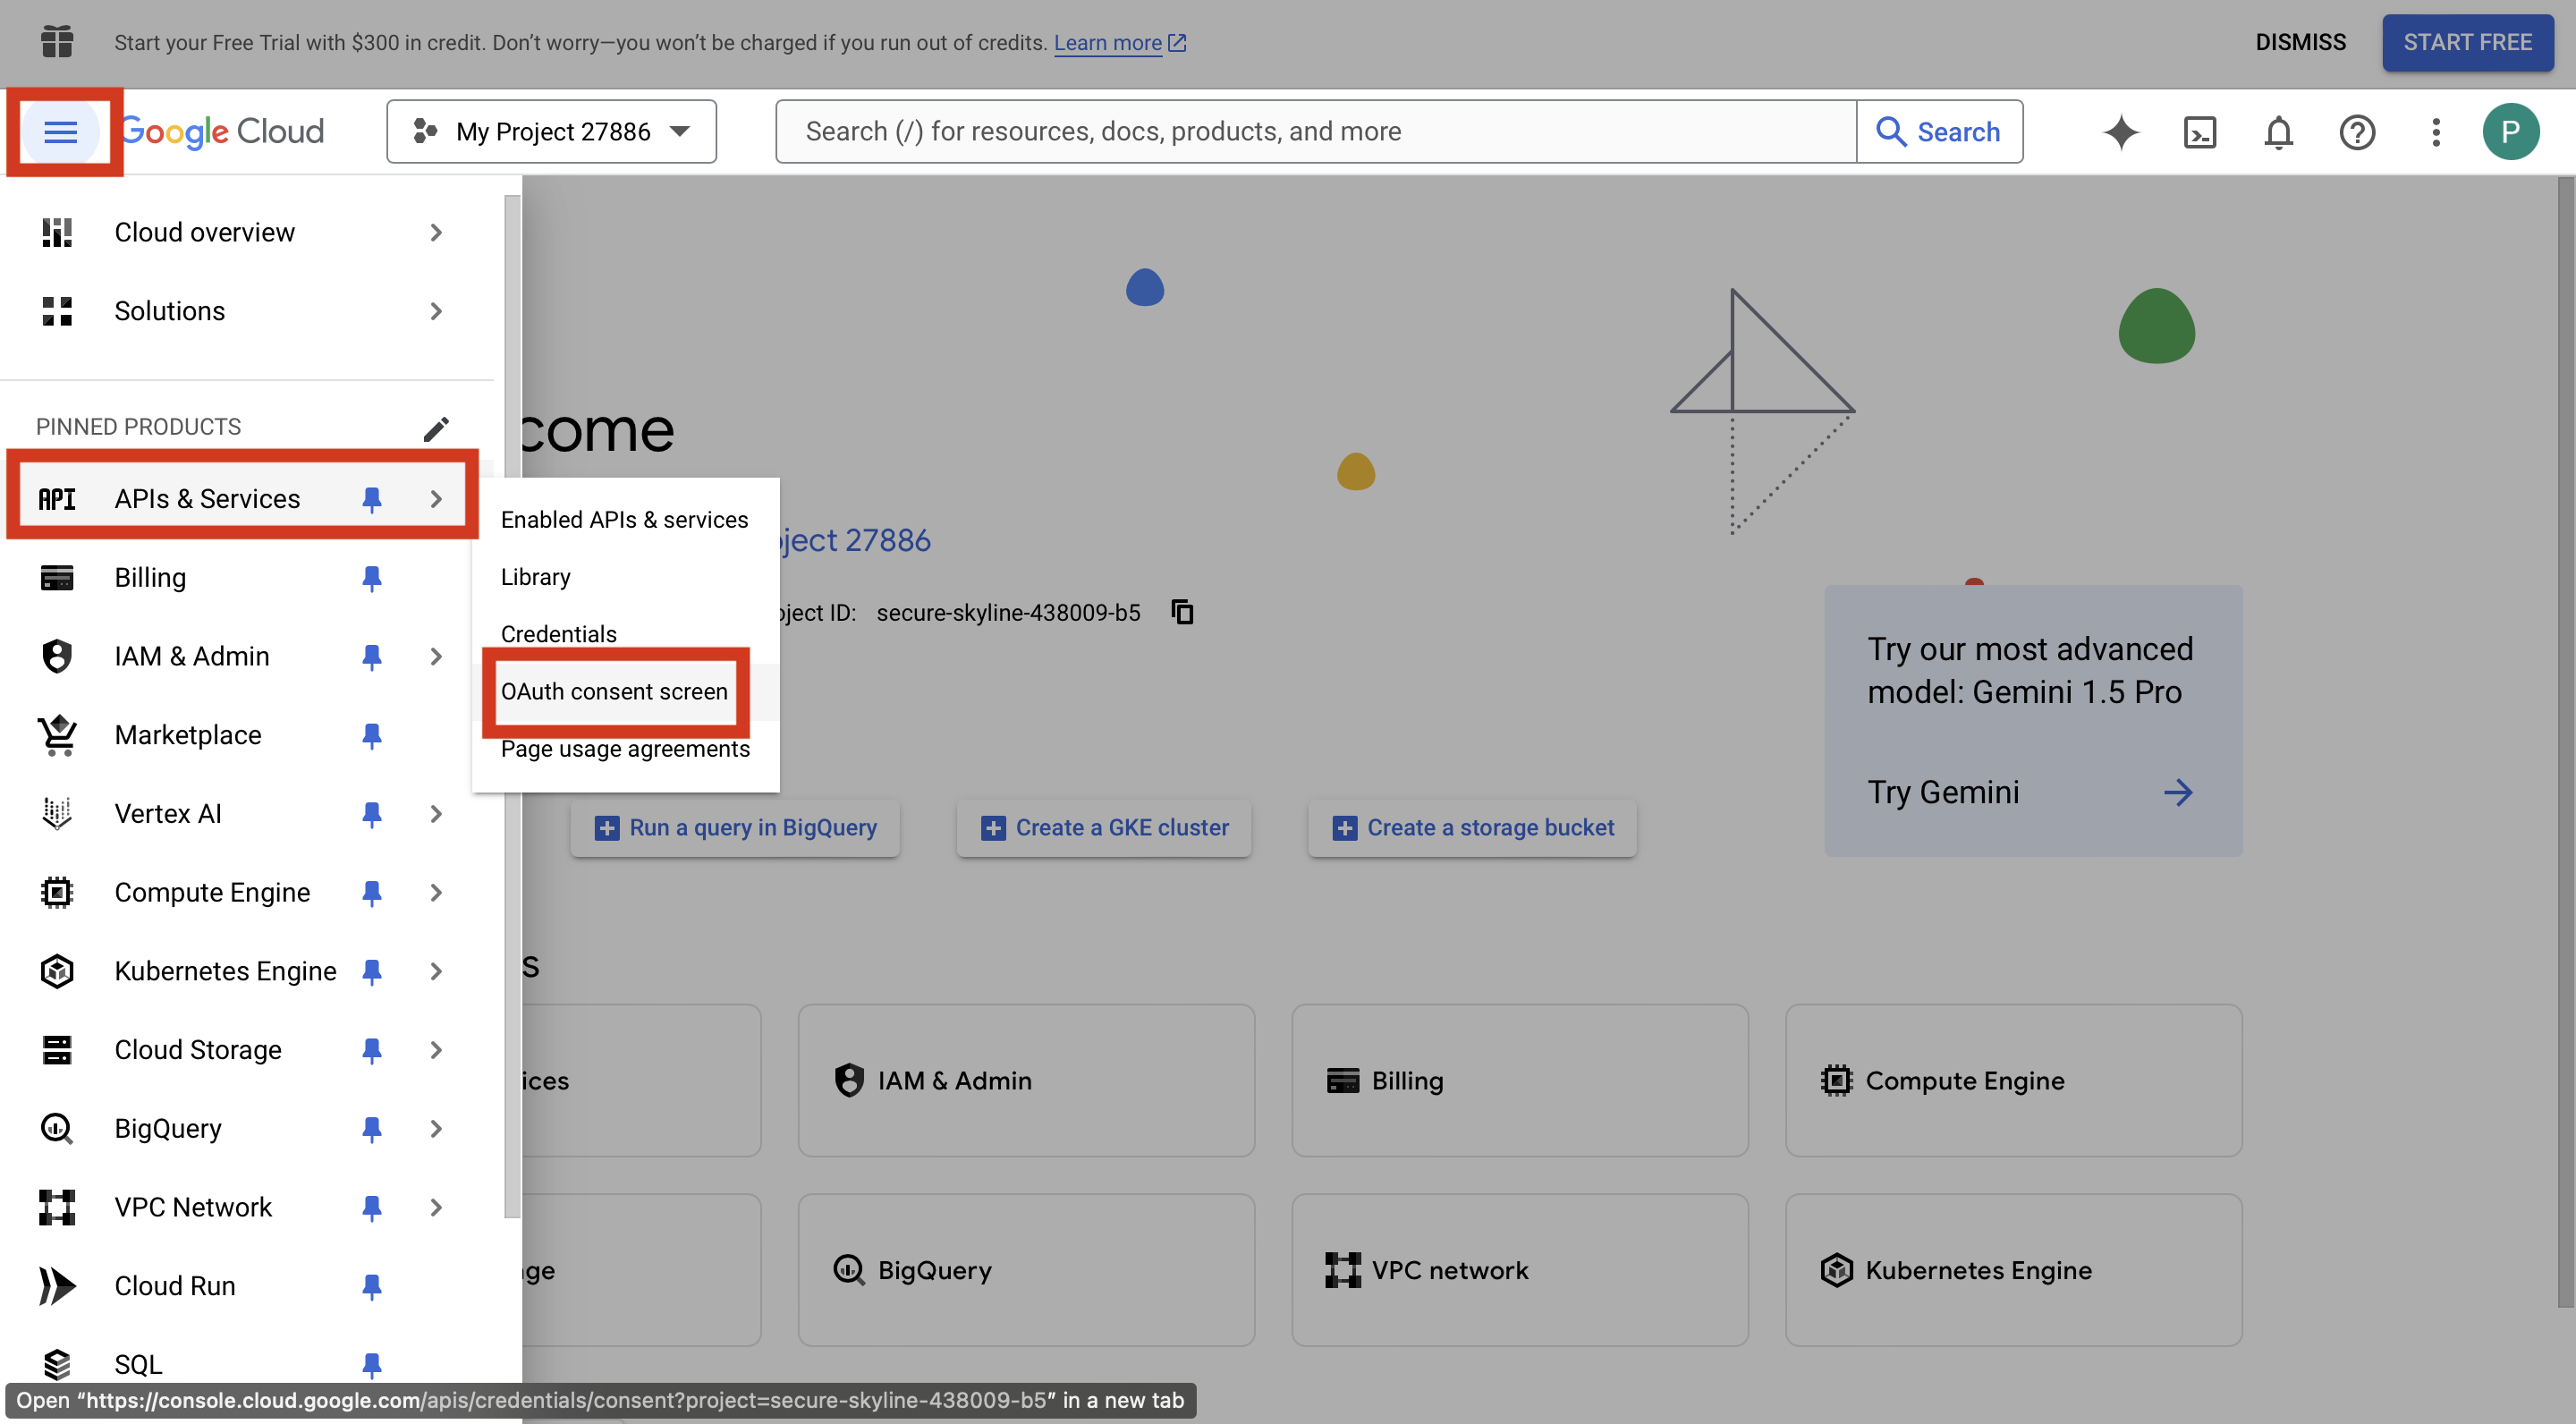 Start your Free Trial with $300 in credit. Don’t worry—you won’t be charged if you run out of credits. Learn more
DISMISS
START FREE
Google Cloud
My Project 27886
Search (/) for resources, docs, products, and more
Search
P
Cloud overview
Solutions
PINNED PRODUCTS
API APIs & Services
Billing
IAM & Admin
Marketplace
Vertex AI
Compute Engine
Kubernetes Engine
Cloud Storage
BigQuery
VPC Network
Cloud Run
SQL
Enabled APIs & services
Library
Credentials
OAuth consent screen
Page usage agreements
come
ject 27886
ject ID: secure-skyline-438009-b5
Try our most advanced
model: Gemini 1.5 Pro
Try Gemini
Run a query in BigQuery
Create a GKE cluster
Create a storage bucket
s
ices
IAM & Admin
Billing
Compute Engine
ge
BigQuery
VPC network
Kubernetes Engine
Open “https://console.cloud.google.com/apis/credentials/consent?project=secure-skyline-438009-b5” in a new tab